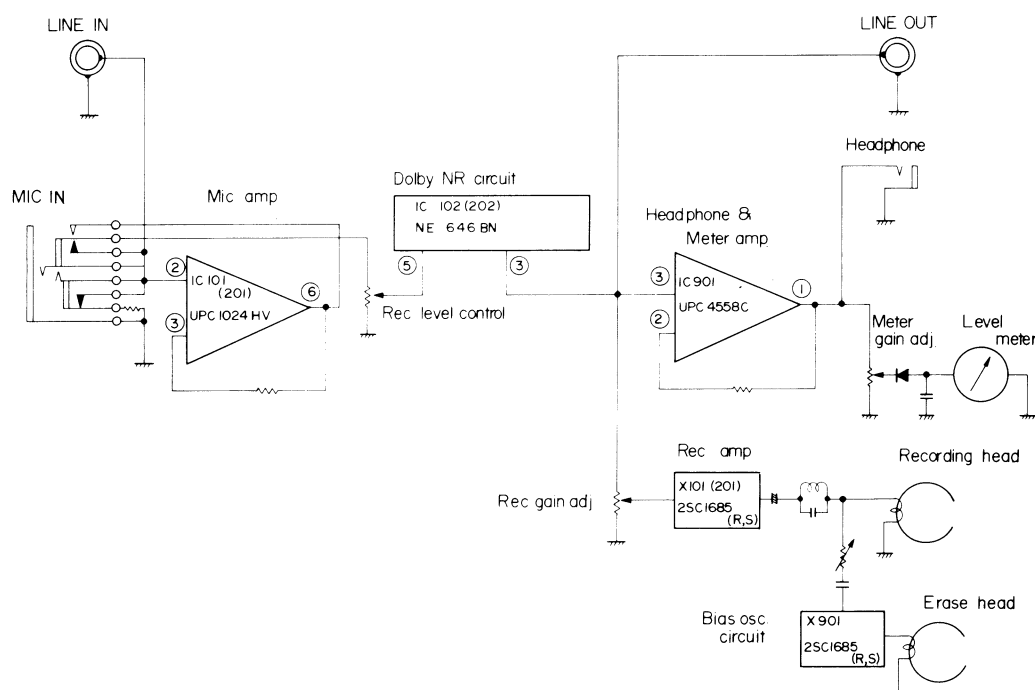 LINE IN
LINE OUT
Headphone
MIC IN
Mic amp
Dolby NR circuit
IC 102 (202)
NE 646 BN
Headphone &
Meter amp
②
IC 101
(201)
UPC 1024 HV
⑥
③
⑤
③
Rec level control
③
IC 901
UPC 4558C
①
②
Meter
gain adj.
Level
meter
Rec amp
Recording head
Rec gain adj
X101 (201)
2SC1685
(R,S)
Bias osc.
circuit
X 901
2SC1685
(R,S)
Erase head